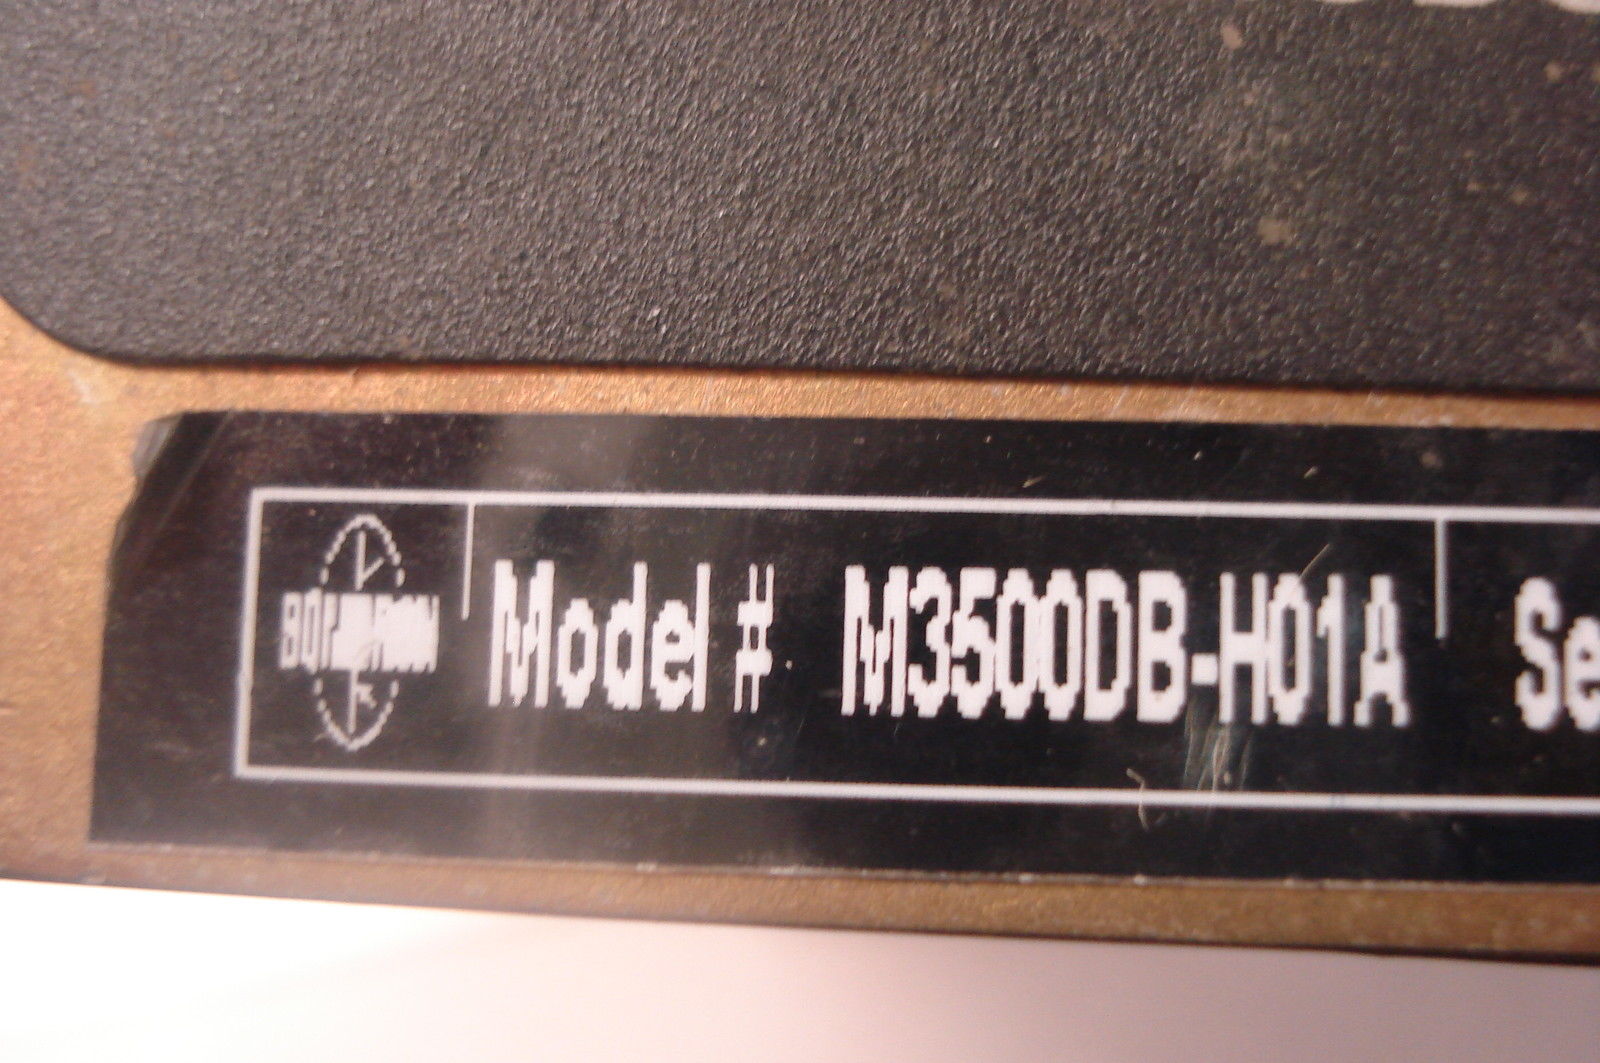 Model # M3500DB-H01A Se